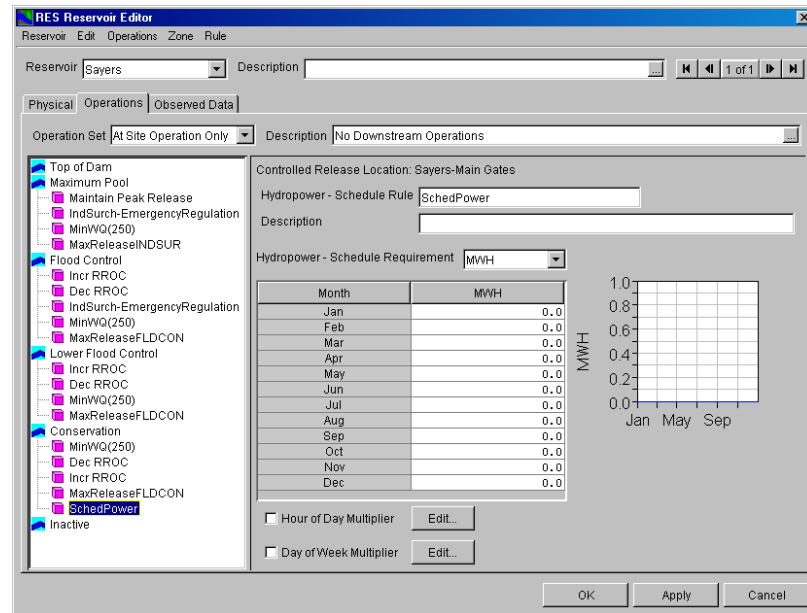 RES Reservoir Editor
Reservoir Edit Operations Zone Rule
Reservoir Sayers Description ... 1 of 1
Physical Operations Observed Data
Operation Set At Site Operation Only Description No Downstream Operations ...
Top of Dam
Maximum Pool
Maintain Peak Release
IndSurch-EmergencyRegulation
MinWQ(250)
MaxReleaseINDSUR
Flood Control
Incr RROC
Dec RROC
IndSurch-EmergencyRegulation
MinWQ(250)
MaxReleaseFLDCON
Lower Flood Control
Incr RROC
Dec RROC
MinWQ(250)
MaxReleaseFLDCON
Conservation
MinWQ(250)
Dec RROC
Incr RROC
MaxReleaseFLDCON
SchedPower
Inactive
Controlled Release Location: Sayers-Main Gates
Hydropower - Schedule Rule SchedPower
Description
Hydropower - Schedule Requirement MWH
Month MWH
Jan 0.0
Feb 0.0
Mar 0.0
Apr 0.0
May 0.0
Jun 0.0
Jul 0.0
Aug 0.0
Sep 0.0
Oct 0.0
Nov 0.0
Dec 0.0
MWH
1.0
0.8
0.6
0.4
0.2
0.0
Jan May Sep
Hour of Day Multiplier Edit...
Day of Week Multiplier Edit...
OK Apply Cancel